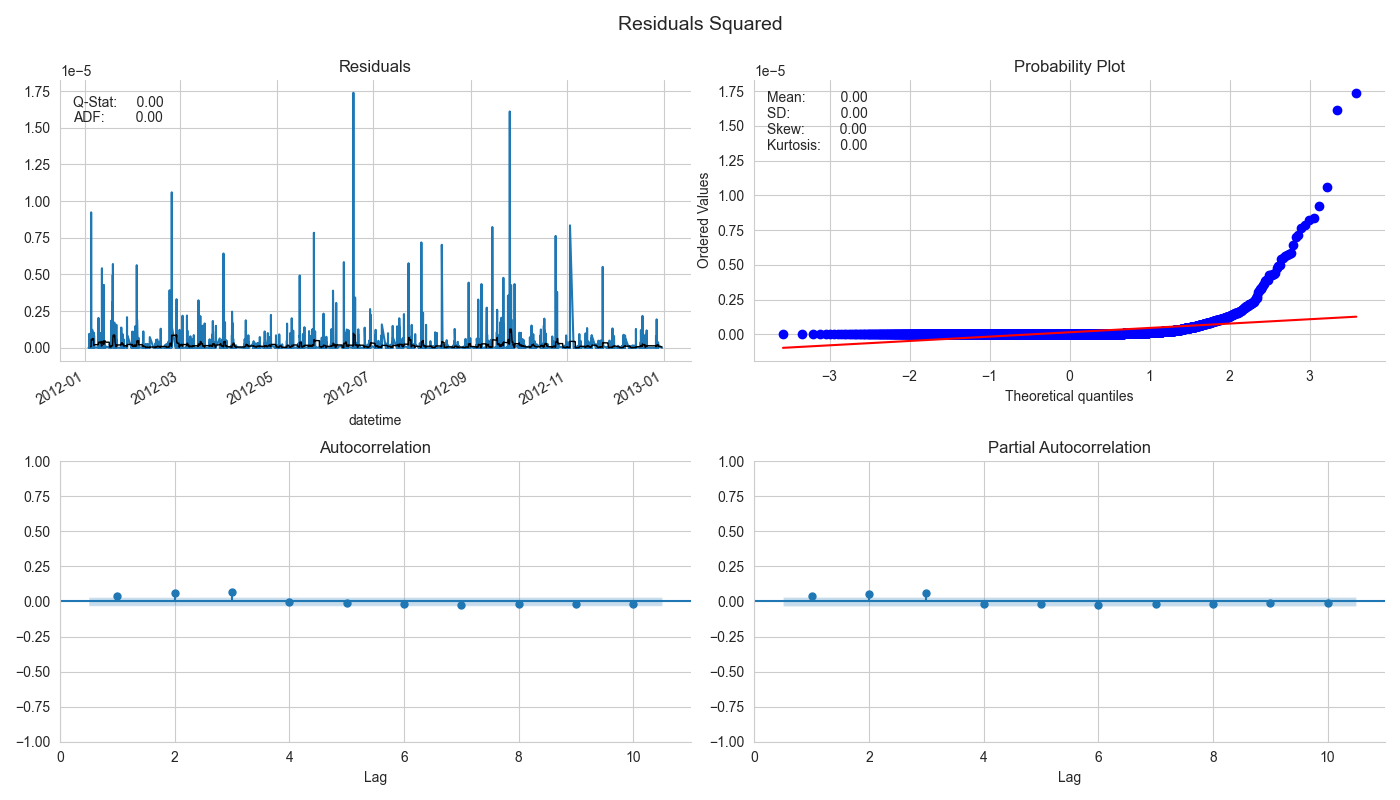 Residuals Squared
Residuals
1e−5
1.75
1.50
1.25
1.00
0.75
0.50
0.25
0.00
Q-Stat: 0.00
ADF: 0.00
2012-01
2012-03
2012-05
2012-07
2012-09
2012-11
2013-01
datetime
Probability Plot
1e−5
1.75
1.50
1.25
1.00
0.75
0.50
0.25
0.00
Ordered Values
Mean: 0.00
SD: 0.00
Skew: 0.00
Kurtosis: 0.00
−3 −2 −1 0 1 2 3
Theoretical quantiles
Autocorrelation
1.00
0.75
0.50
0.25
0.00
−0.25
−0.50
−0.75
−1.00
0 2 4 6 8 10
Lag
Partial Autocorrelation
1.00
0.75
0.50
0.25
0.00
−0.25
−0.50
−0.75
−1.00
0 2 4 6 8 10
Lag